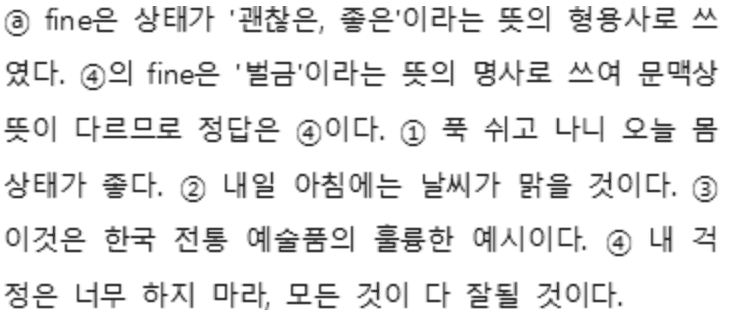 ⓐ fine은 상태가 '괜찮은, 좋은'이라는 뜻의 형용사로 쓰
였다. ④의 fine은 '벌금'이라는 뜻의 명사로 쓰여 문맥상
뜻이 다르므로 정답은 ④이다. ① 푹 쉬고 나니 오늘 몸
상태가 좋다. ② 내일 아침에는 날씨가 맑을 것이다. ③
이것은 한국 전통 예술품의 훌륭한 예시이다. ④ 내 걱
정은 너무 하지 마라, 모든 것이 다 잘될 것이다.